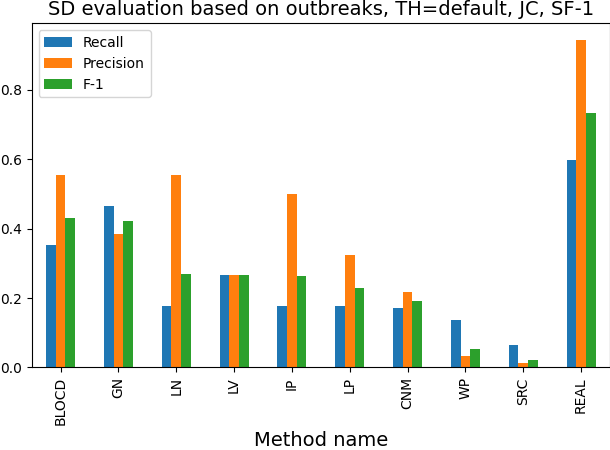 SD evaluation based on outbreaks, TH=default, JC, SF-1
Recall
Precision
F-1
0.8
0.6
0.4
0.2
0.0
BLOCD
GN
LN
LV
IP
LP
CNM
WP
SRC
REAL
Method name